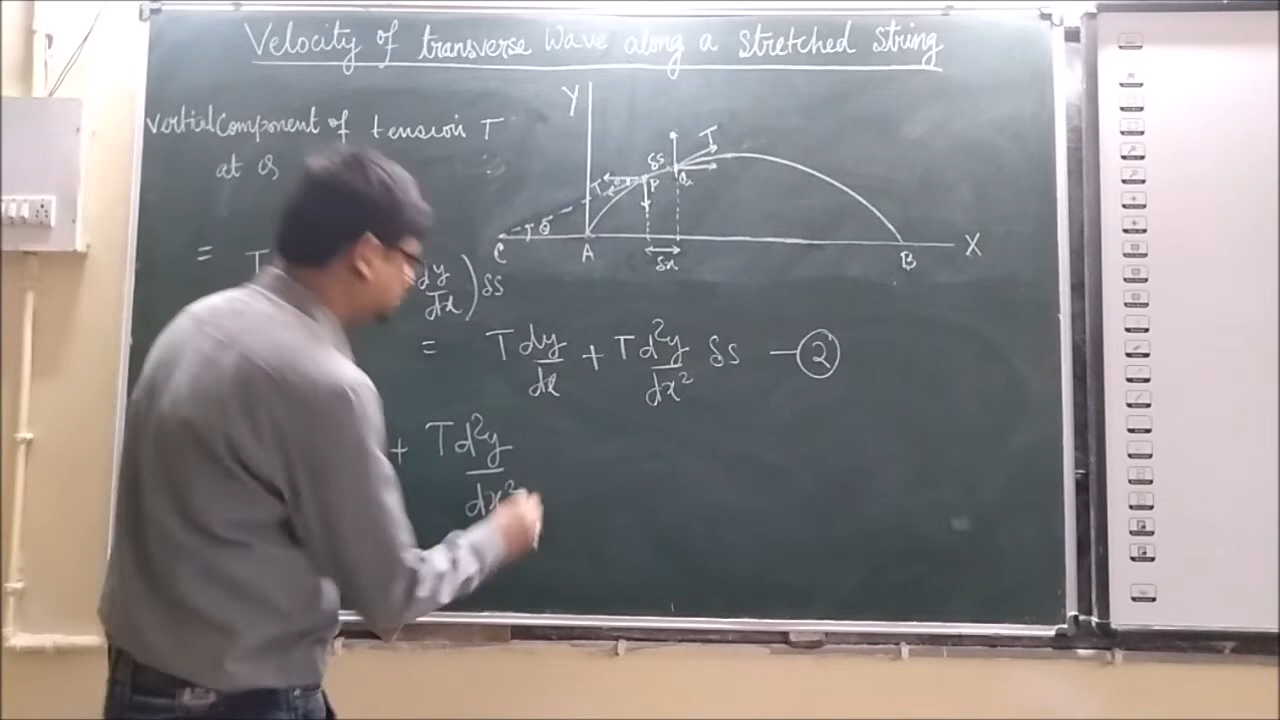 Velocity of transverse wave along a stretched string
Vertial component of tension T
at Q
= T
dy/dx) δs
= T dy/dx + T d²y/dx² δs — 2
+ T d²y/dx²
Y
T
δs
T
P
Q
θ
C
A
δx
B
X